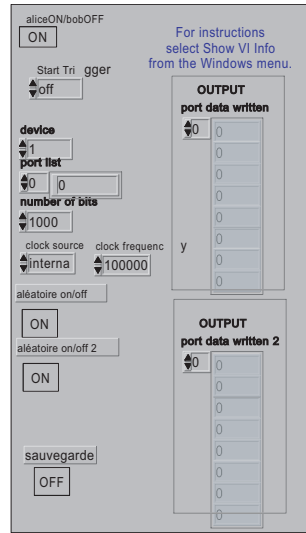 aliceON/bobOFF
ON
For instructions
select Show VI Info
from the Windows menu.
Start Tri gger
off
OUTPUT
port data written
0
0
0
0
0
0
0
0
0
device
1
port list
0 0
number of bits
1000
clock source clock frequenc y
interna 100000
aléatoire on/off
ON
aléatoire on/off 2
ON
OUTPUT
port data written 2
0
0
0
0
0
0
0
0
0
sauvegarde
OFF